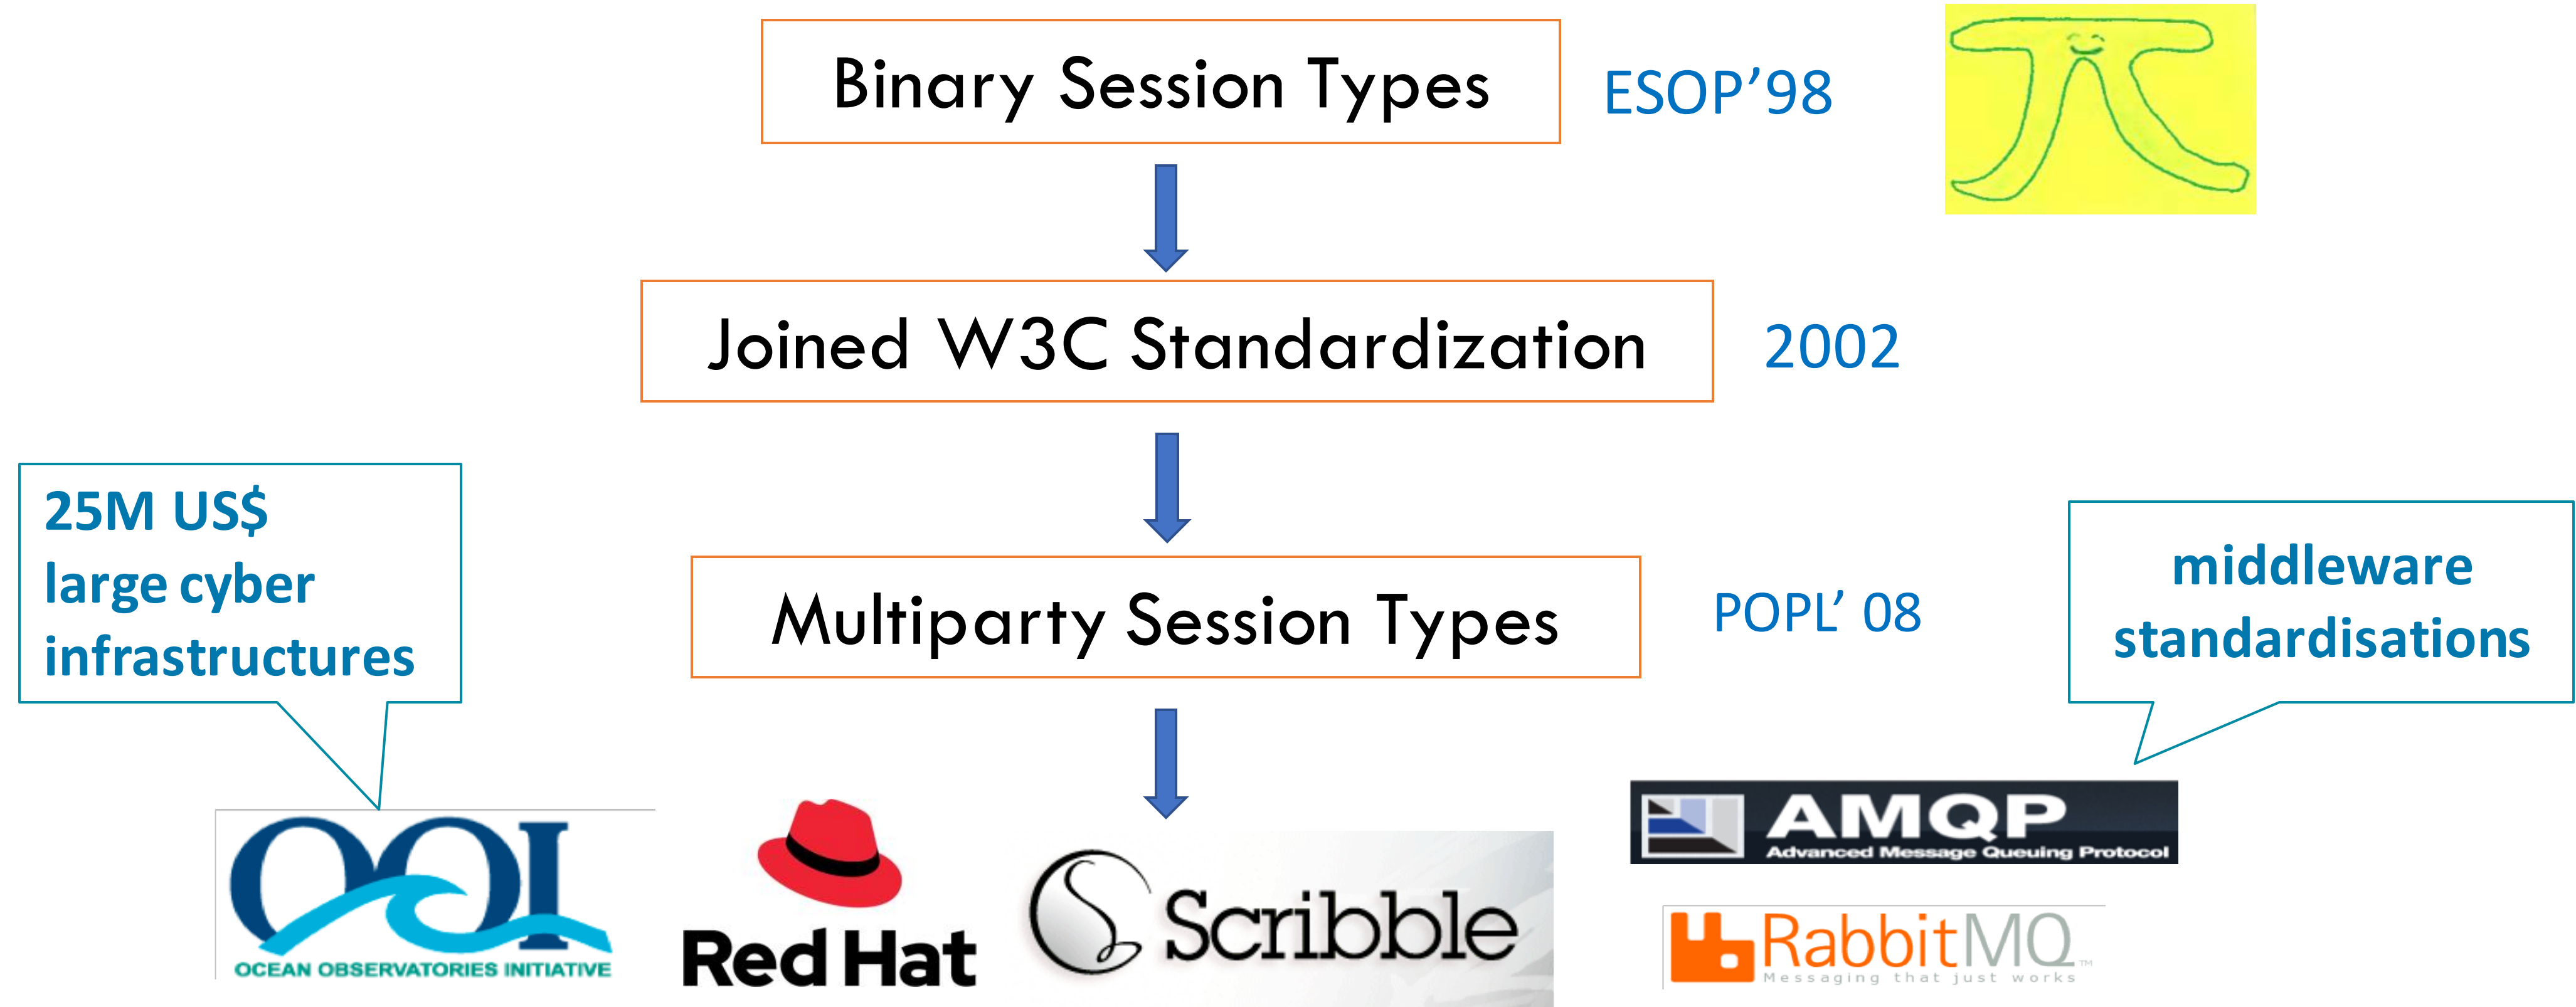 Binary Session Types
ESOP'98
Joined W3C Standardization
2002
25M US$
large cyber
infrastructures
Multiparty Session Types
POPL' 08
middleware
standardisations
OOI
OCEAN OBSERVATORIES INITIATIVE
Red Hat
Scribble
AMQP
Advanced Message Queuing Protocol
RabbitMQ™
Messaging that just works